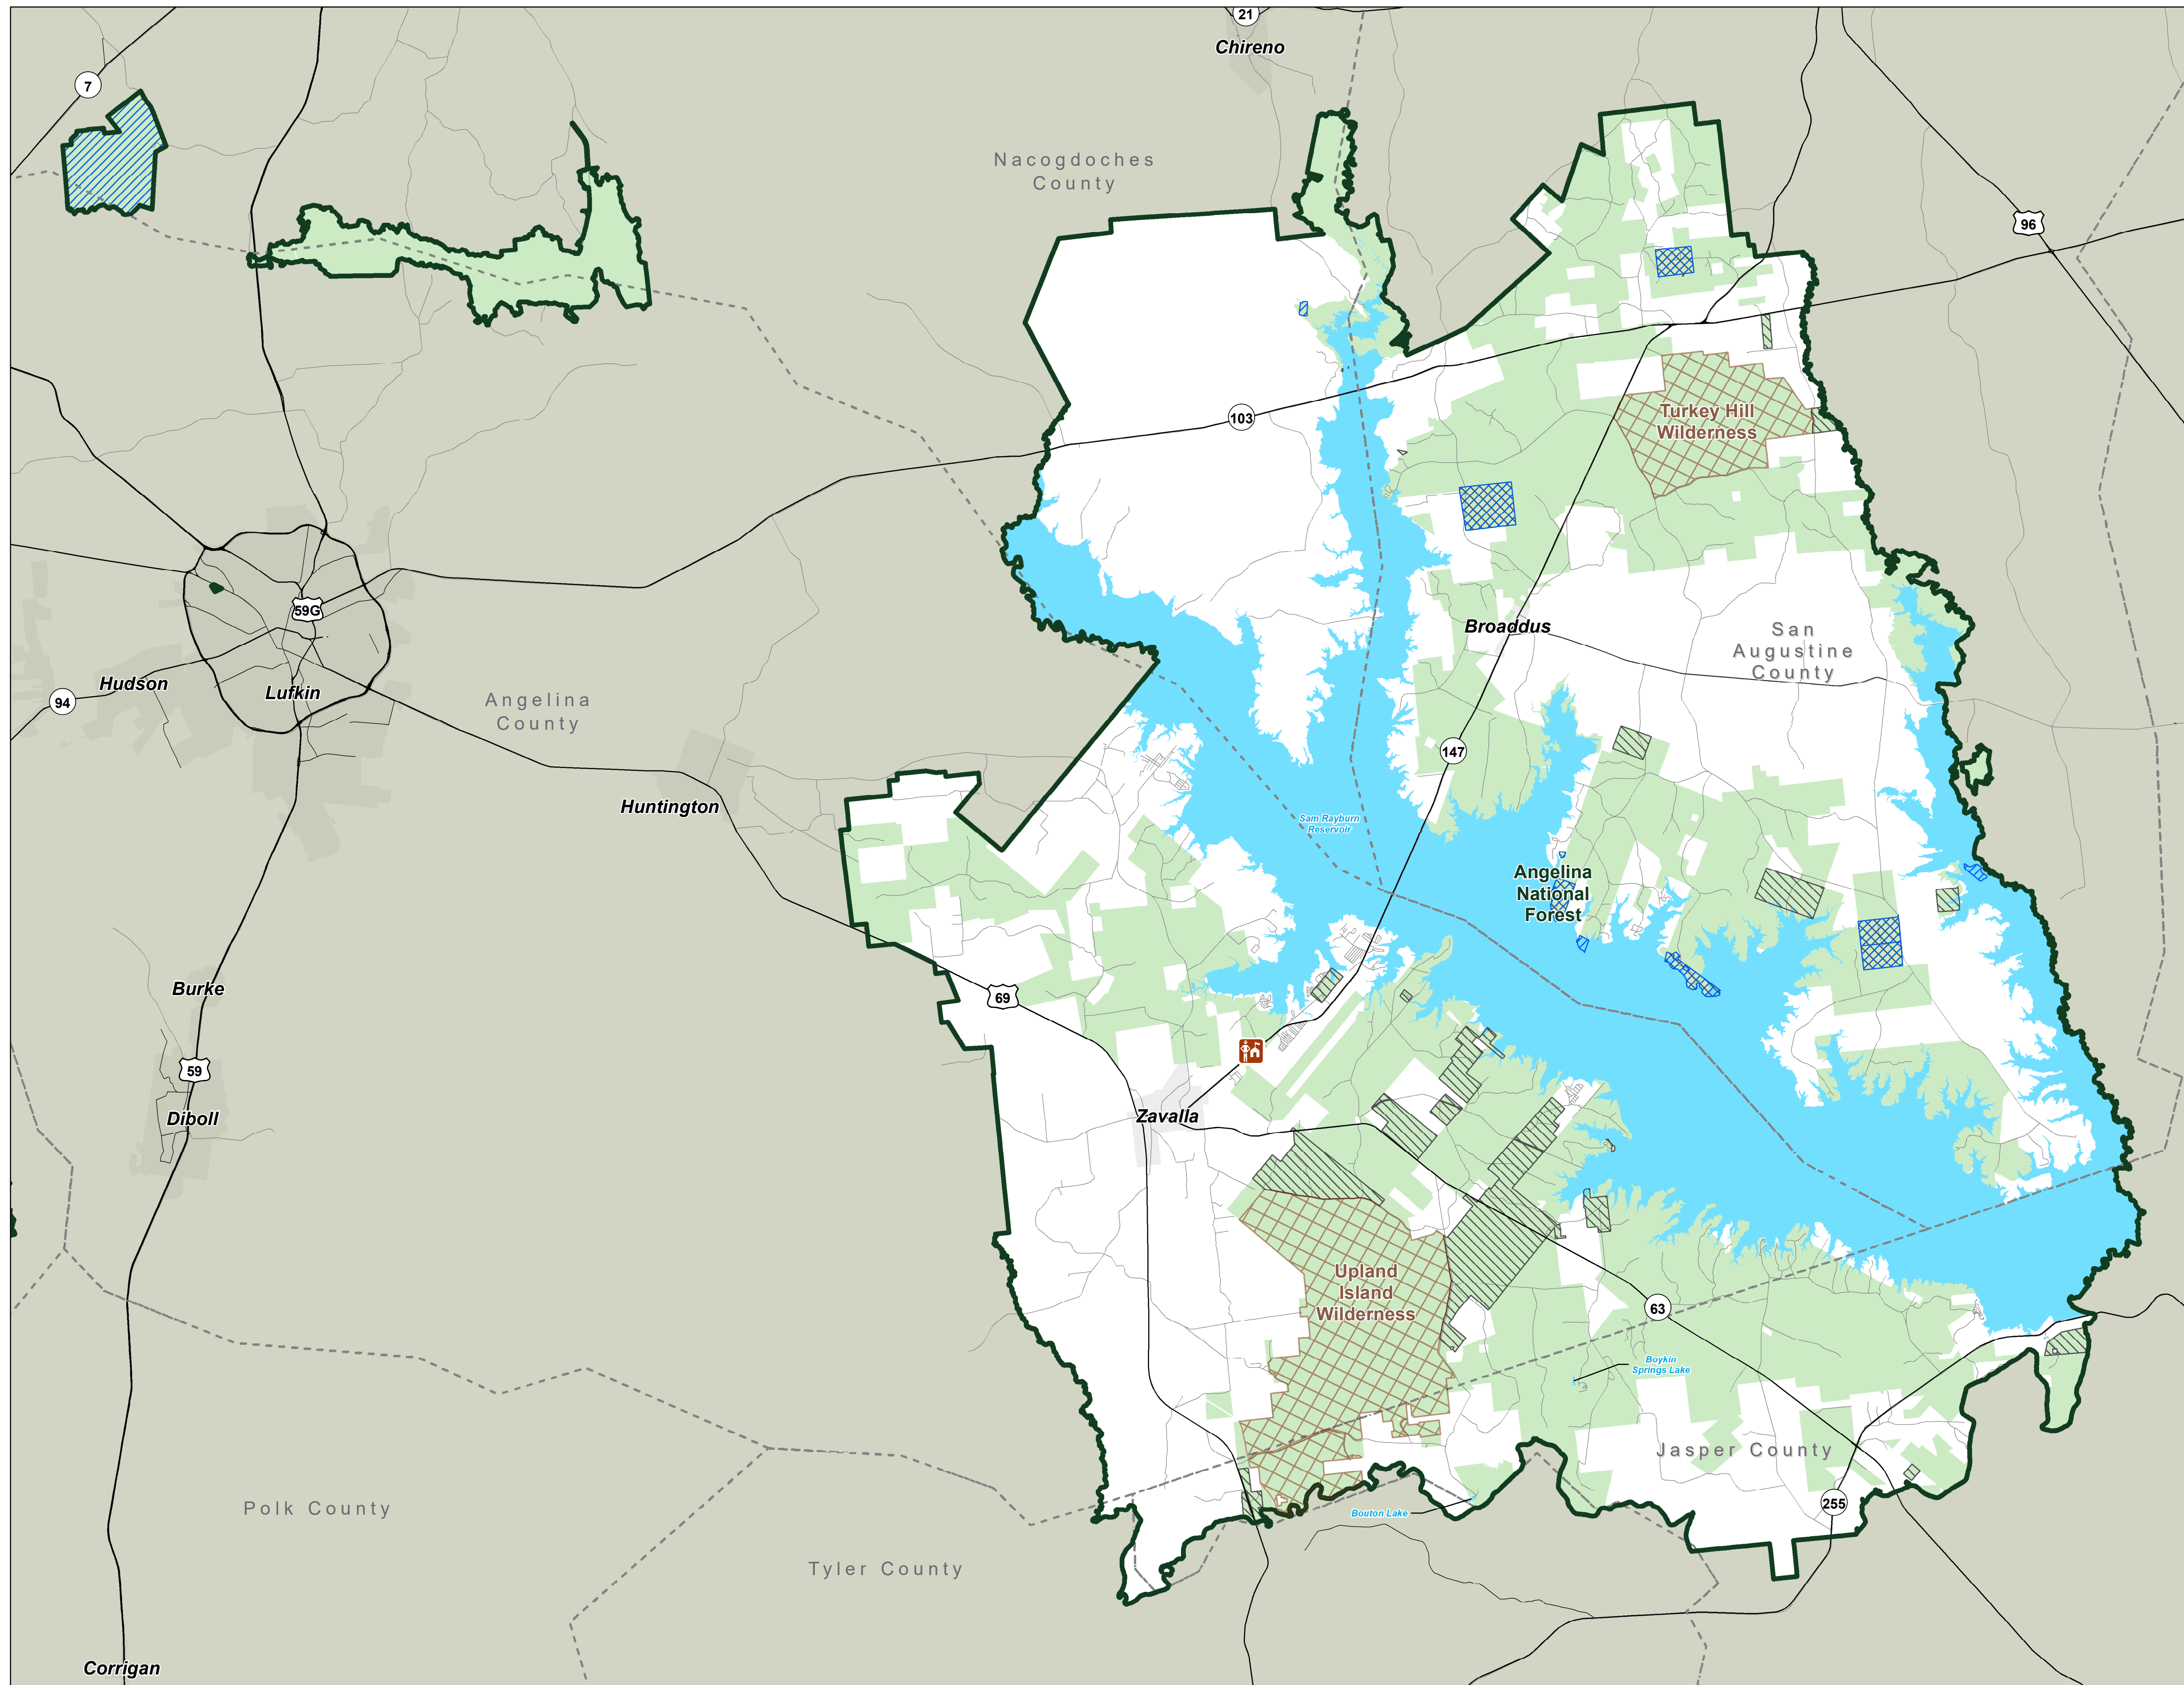 21
Chireno
7
Nacogdoches
County
96
103
Turkey Hill
Wilderness
59G
Broaddus
San
Augustine
County
Hudson
Lufkin
94
Angelina
County
147
Huntington
Sam Rayburn
Reservoir
Angelina
National
Forest
Burke
69
59
Diboll
Zavalla
Upland
Island
Wilderness
63
Boykin
Springs Lake
Jasper County
Polk County
255
Bouton Lake
Tyler County
Corrigan